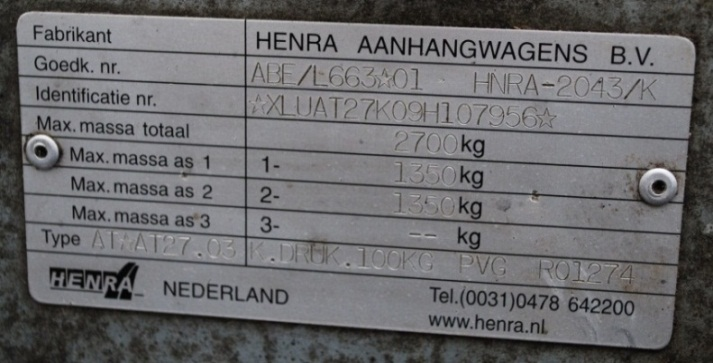 Fabrikant HENRA AANHANGWAGENS B.V.
Goedk. nr. ABE/L663☆01 HNRA-2043/K
Identificatie nr. ☆XLUAT27K09H107956☆
Max. massa totaal 2700 kg
Max. massa as 1 1- 1350 kg
Max. massa as 2 2- 1350 kg
Max. massa as 3 3- -- kg
Type AT☆AT27.03 K.DRUK.100KG PVG R01274
HENRA NEDERLAND Tel.(0031)0478 642200
www.henra.nl